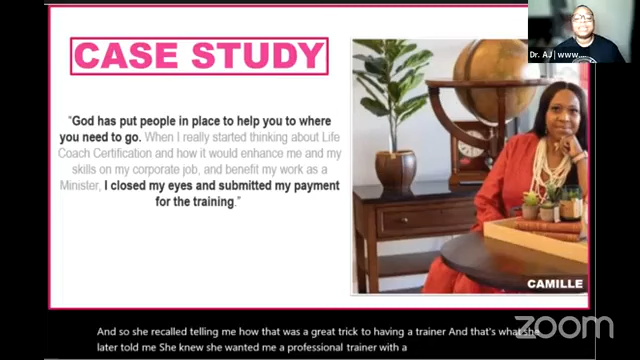 CASE STUDY
"God has put people in place to help you to where
you need to go. When I really started thinking about Life
Coach Certification and how it would enhance me and my
skills on my corporate job, and benefit my work as a
Minister, I closed my eyes and submitted my payment
for the training."
CAMILLE
Dr. AJ | www....
And so she recalled telling me how that was a great trick to having a trainer And that's what she
later told me She knew she wanted me a professional trainer with a
zoom